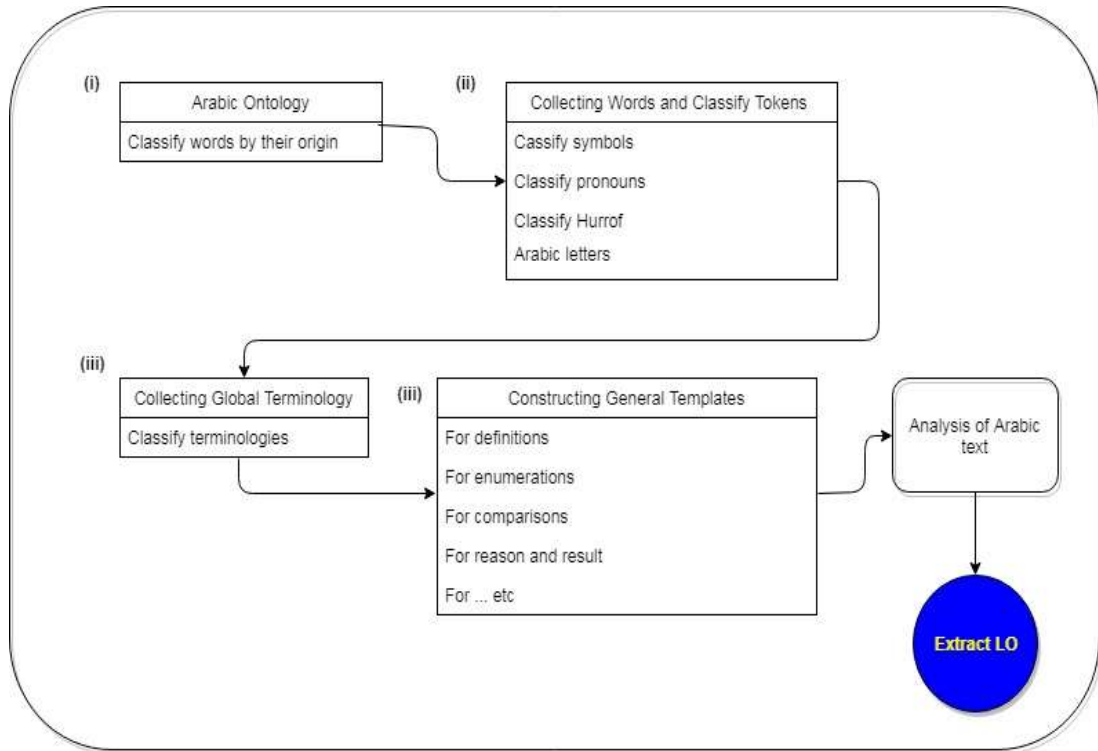 (i)
Arabic Ontology
Classify words by their origin
(ii)
Collecting Words and Classify Tokens
Cassify symbols
Classify pronouns
Classify Hurrof
Arabic letters
(iii)
Collecting Global Terminology
Classify terminologies
(iii)
Constructing General Templates
For definitions
For enumerations
For comparisons
For reason and result
For ... etc
Analysis of Arabic
text
Extract LO